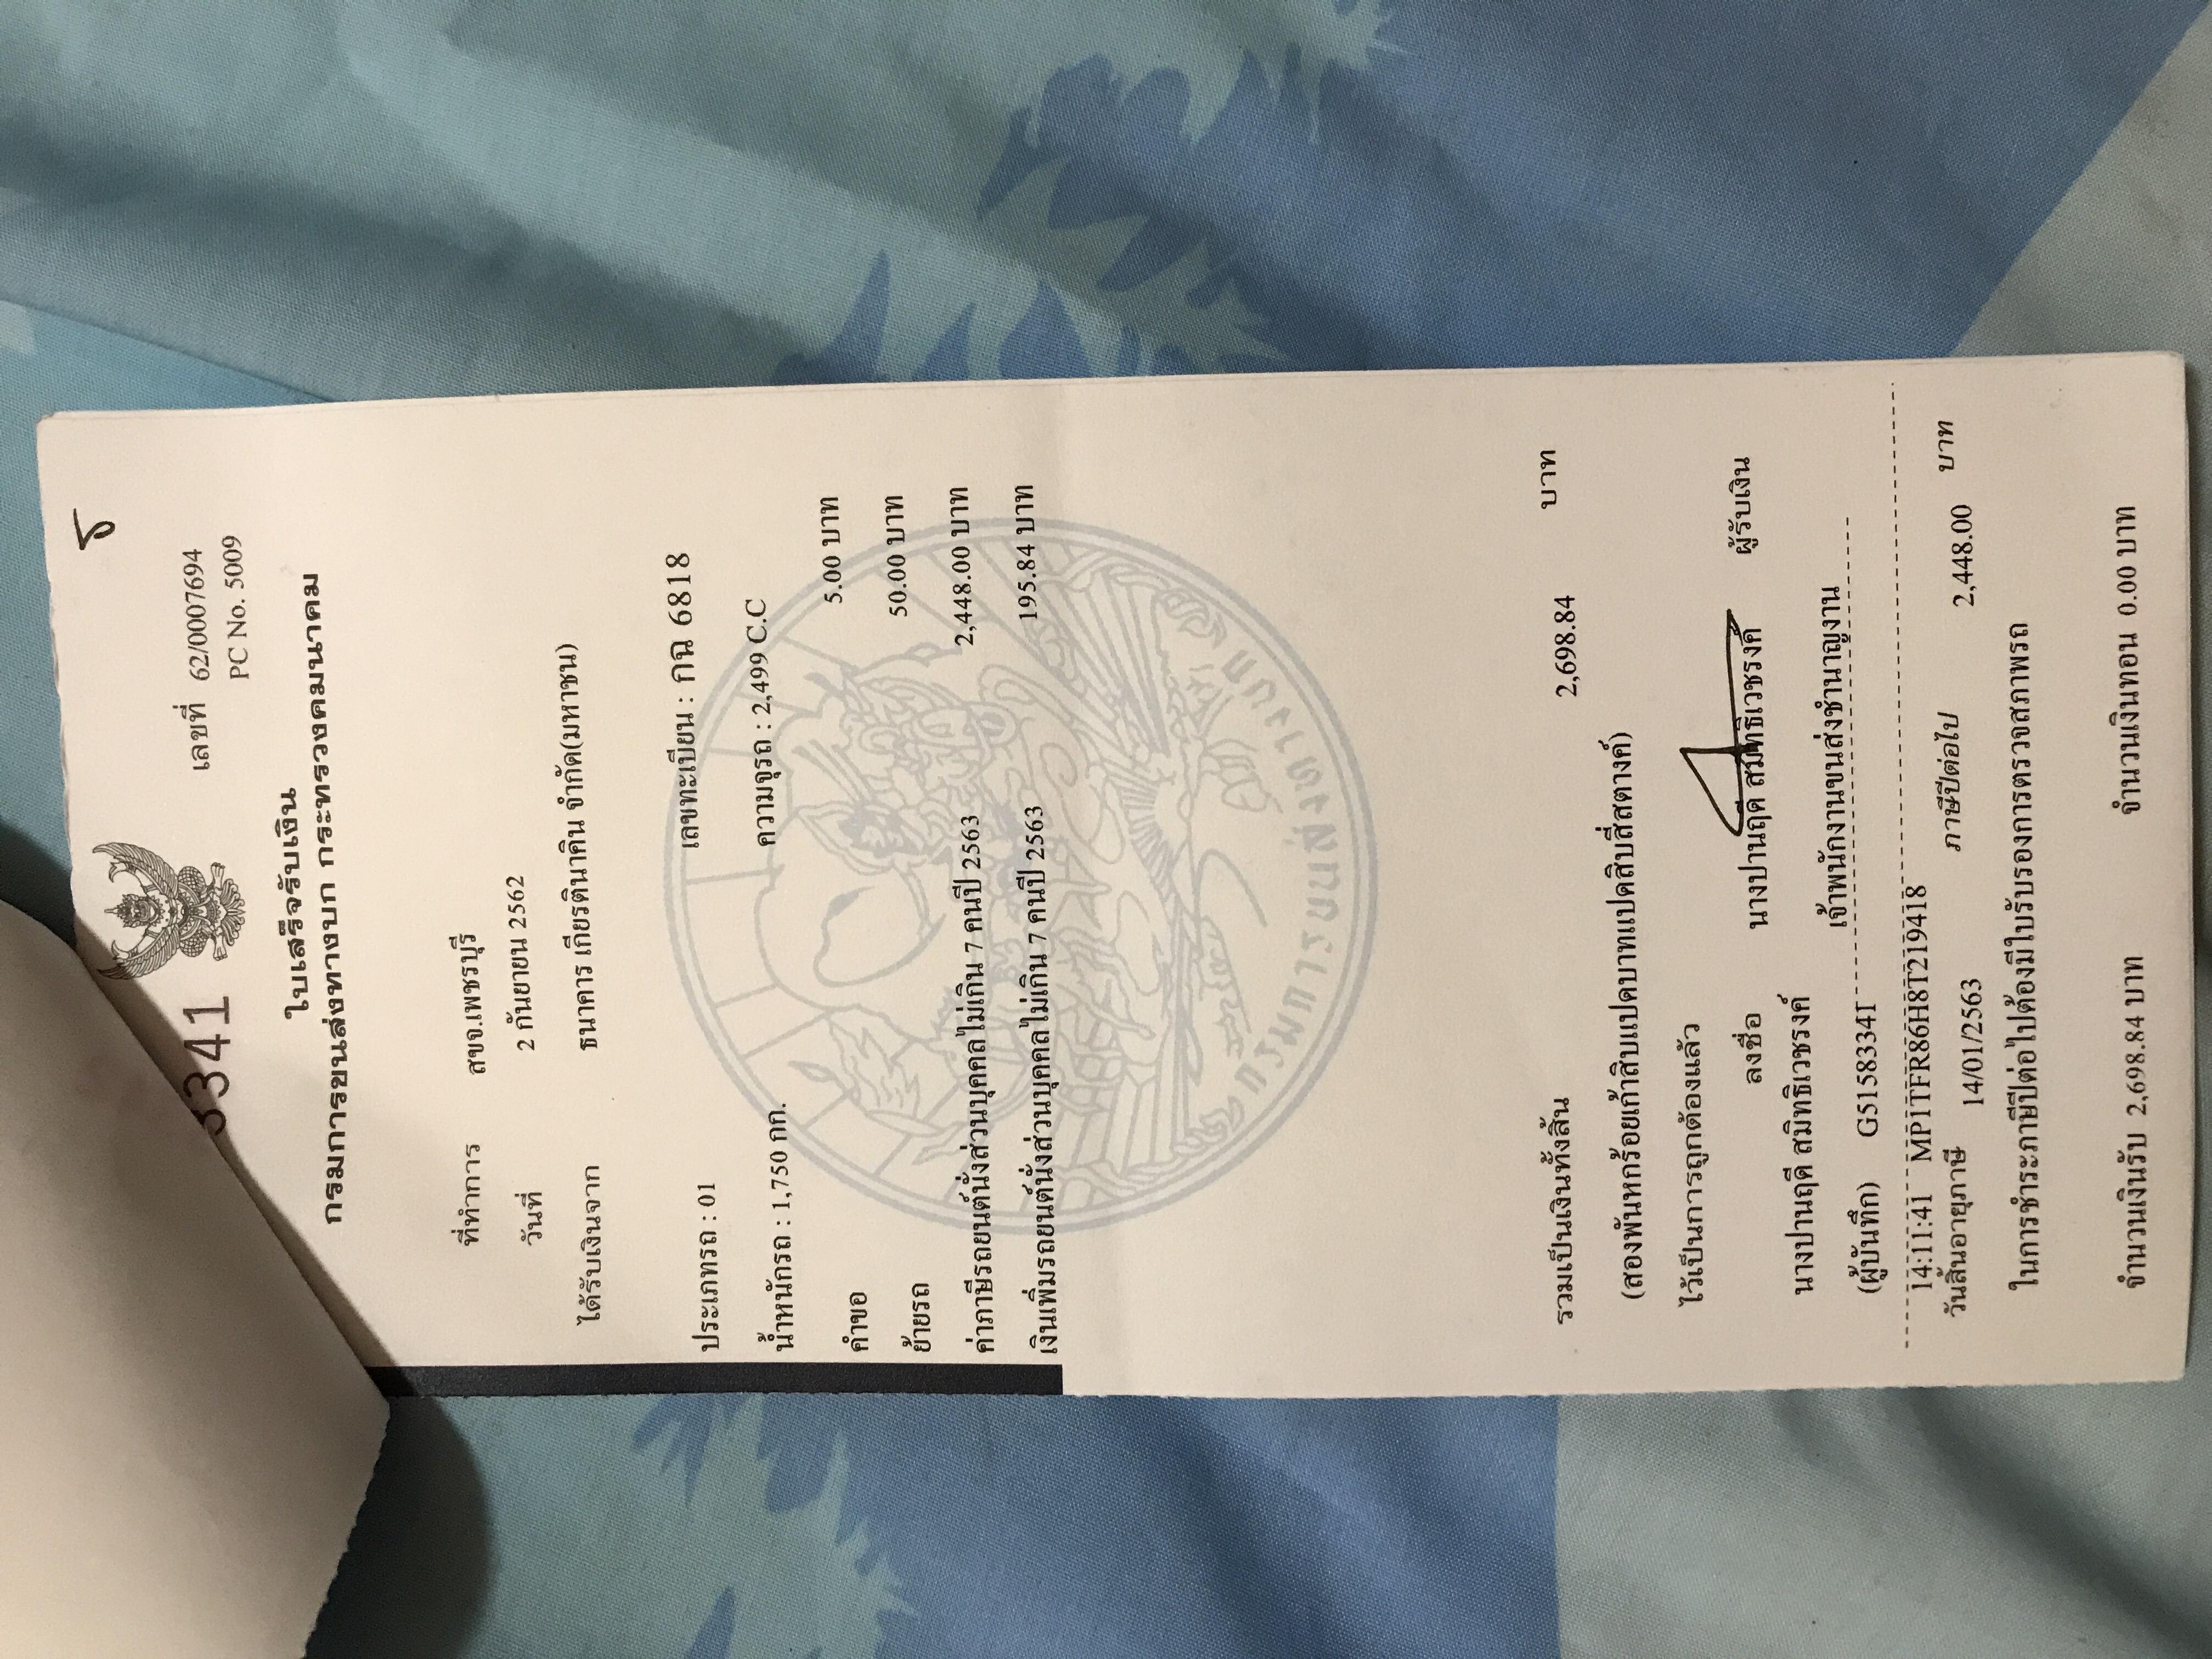 3341
เลขที่ 62/00007694
PC No. 5009
ใบเสร็จรับเงิน
กรมการขนส่งทางบก กระทรวงคมนาคม
ที่ทำการ สขจ.เพชรบุรี
วันที่ 2 กันยายน 2562
ได้รับเงินจาก ธนาคาร เกียรตินาคิน จำกัด(มหาชน)
ประเภทรถ : 01 เลขทะเบียน : กฉ 6818
น้ำหนักรถ : 1,750 กก. ความจุรถ : 2,499 C.C
คำขอ 5.00 บาท
ย้ายรถ 50.00 บาท
ค่าภาษีรถยนต์นั่งส่วนบุคคลไม่เกิน 7 คนปี 2563 2,448.00 บาท
เงินเพิ่มรถยนต์นั่งส่วนบุคคลไม่เกิน 7 คนปี 2563 195.84 บาท
กรมการขนส่งทางบก
รวมเป็นเงินทั้งสิ้น 2,698.84 บาท
(สองพันหกร้อยเก้าสิบแปดบาทแปดสิบสี่สตางค์)
ไว้เป็นการถูกต้องแล้ว
ลงชื่อ นางปานฤดี สมิทธิเวชรงค์ ผู้รับเงิน
นางปานฤดี สมิทธิเวชรงค์ เจ้าพนักงานขนส่งชำนาญงาน
(ผู้บันทึก) G51583341
14:11:41 MP1TFR86H8T219418
วันสิ้นอายุภาษี 14/01/2563 ภาษีปีต่อไป 2,448.00 บาท
ในการชำระภาษีปีต่อไปต้องมีใบรับรองการตรวจสภาพรถ
จำนวนเงินรับ 2,698.84 บาท จำนวนเงินทอน 0.00 บาท